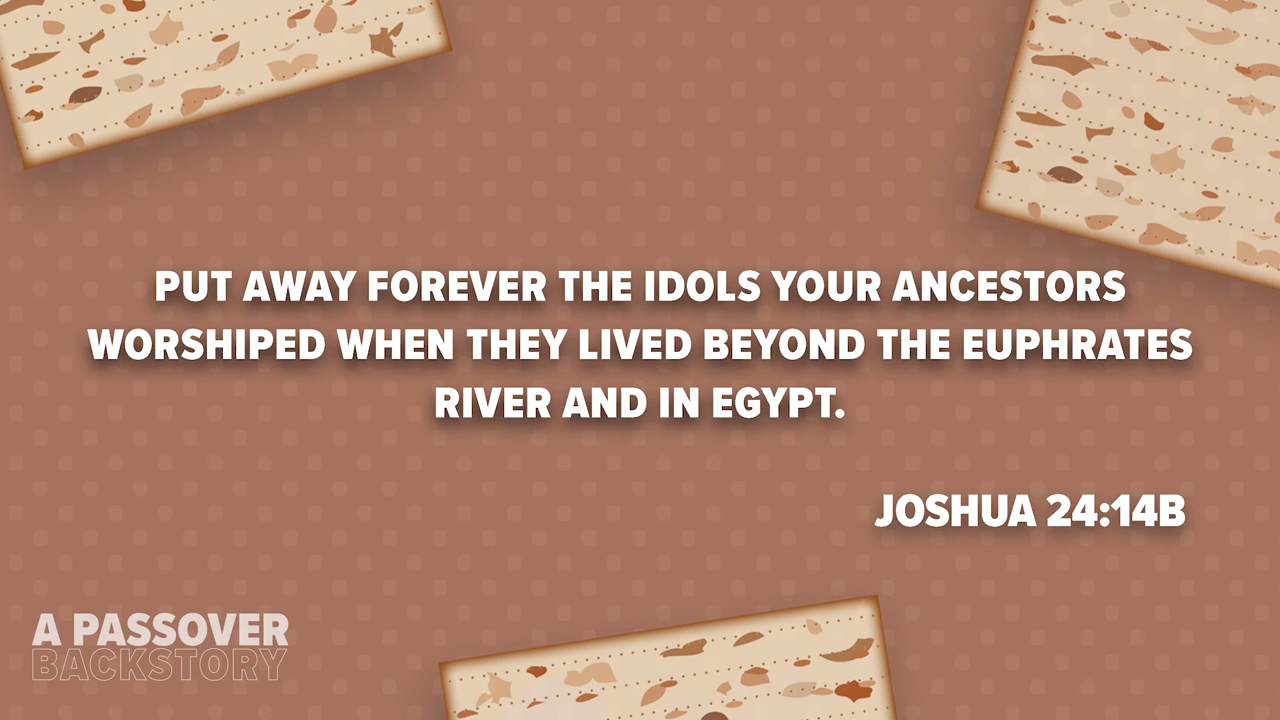 PUT AWAY FOREVER THE IDOLS YOUR ANCESTORS
WORSHIPED WHEN THEY LIVED BEYOND THE EUPHRATES
RIVER AND IN EGYPT.
JOSHUA 24:14B
A PASSOVER
BACKSTORY